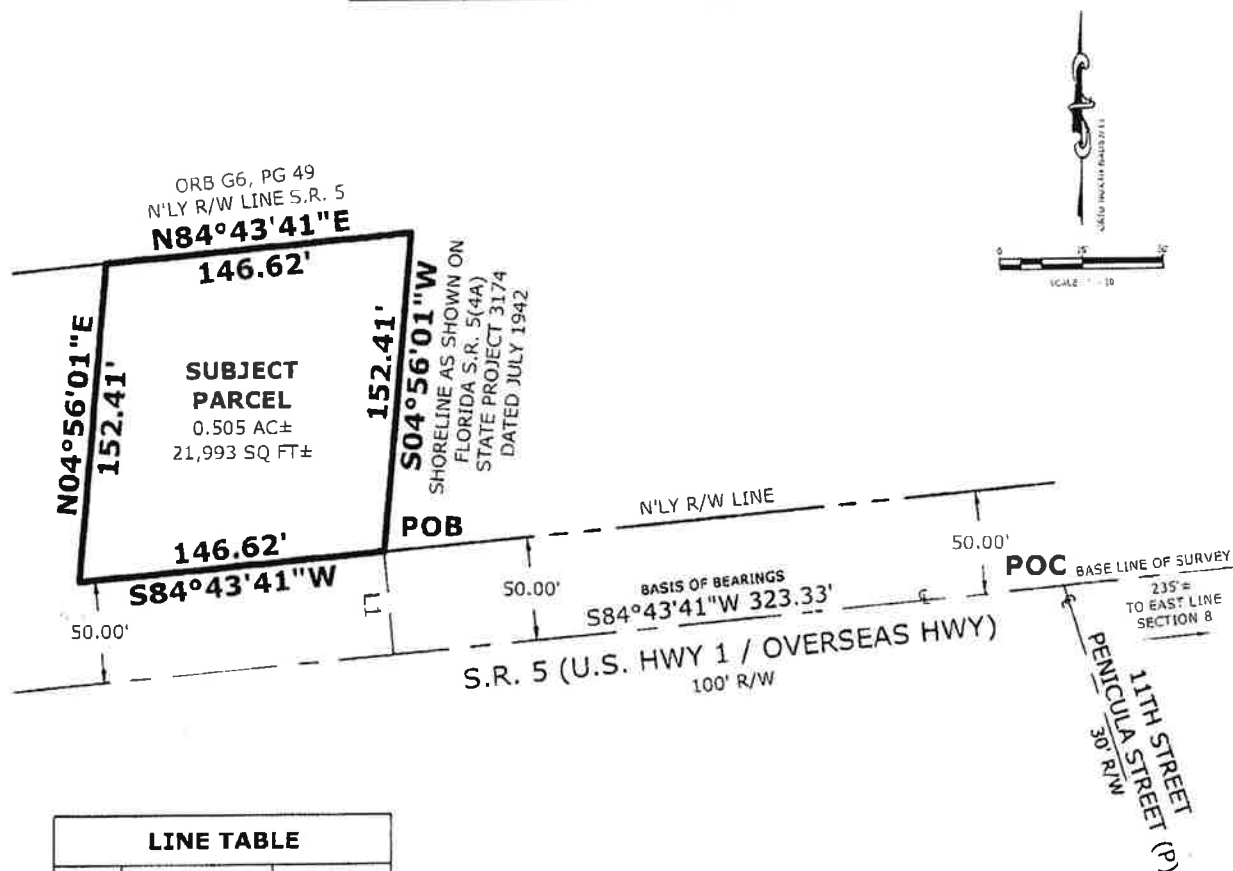 ORB G6, PG 49
N'LY R/W LINE S.R. 5
N84°43'41"E
146.62'
N04°56'01"E
152.41'
SUBJECT
PARCEL
0.505 AC±
21,993 SQ FT±
152.41'
S04°56'01"W
SHORELINE AS SHOWN ON
FLORIDA S.R. 5(4A)
STATE PROJECT 3174
DATED JULY 1942
146.62'
S84°43'41"W
POB
N'LY R/W LINE
50.00'
L1
50.00'
50.00'
BASIS OF BEARINGS
S84°43'41"W 323.33'
POC
BASE LINE OF SURVEY
235'±
TO EAST LINE
SECTION 8
S.R. 5 (U.S. HWY 1 / OVERSEAS HWY)
100' R/W
11TH STREET
PENICULA STREET (P)
30' R/W
SCALE
LINE TABLE